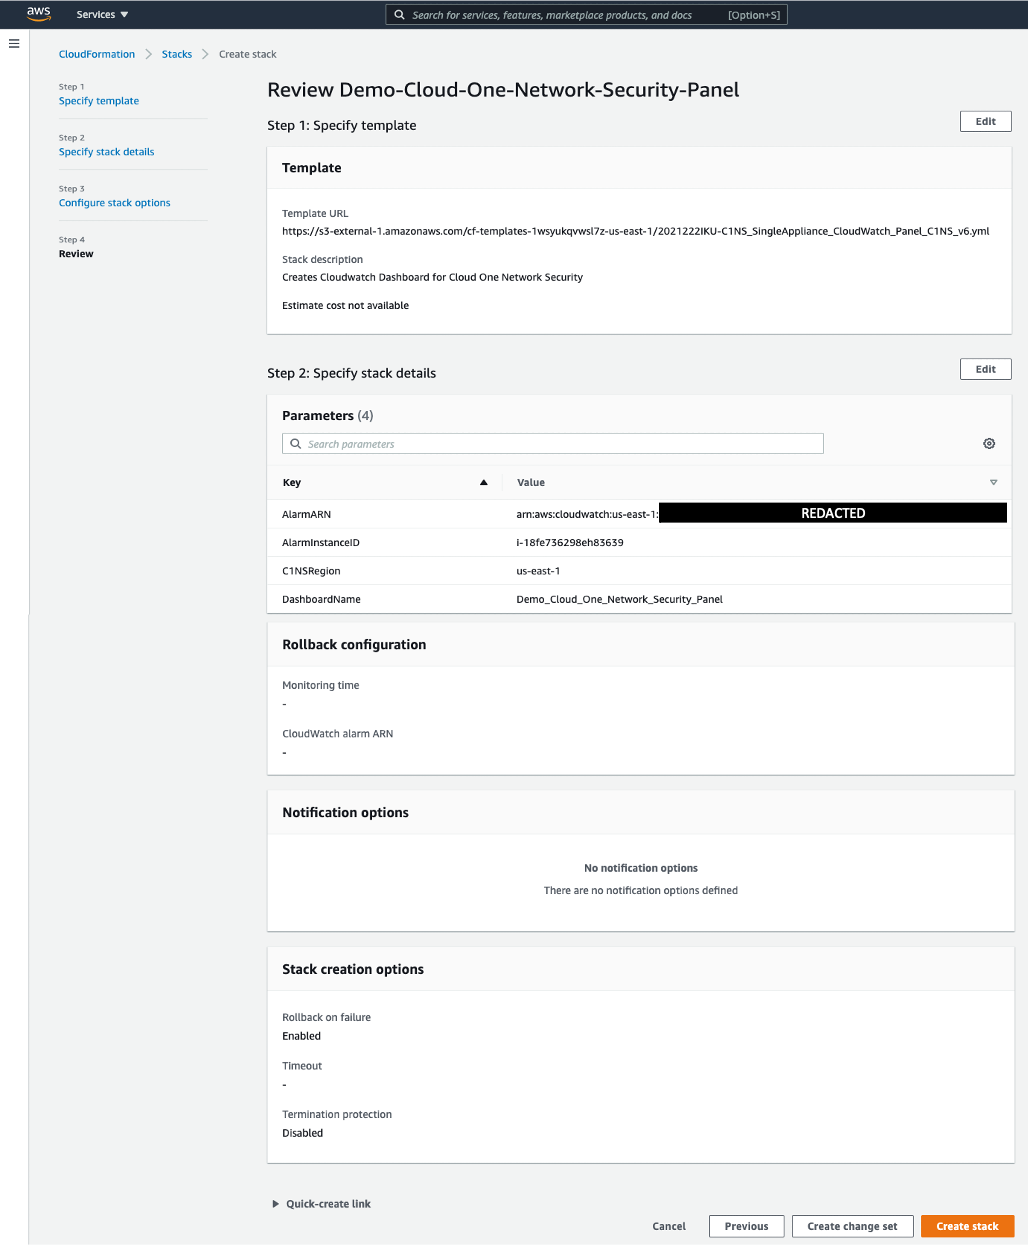 aws
Services ▼
Search for services, features, marketplace products, and docs [Option+S]
CloudFormation > Stacks > Create stack
Step 1
Specify template
Step 2
Specify stack details
Step 3
Configure stack options
Step 4
Review
Review Demo-Cloud-One-Network-Security-Panel
Step 1: Specify template
Edit
Template
Template URL
https://s3-external-1.amazonaws.com/cf-templates-1wsyukqvwsl7z-us-east-1/2021222IKU-C1NS_SingleAppliance_CloudWatch_Panel_C1NS_v6.yml
Stack description
Creates Cloudwatch Dashboard for Cloud One Network Security
Estimate cost not available
Step 2: Specify stack details
Edit
Parameters (4)
Search parameters
Key ▲ Value ▽
AlarmARN arn:aws:cloudwatch:us-east-1: REDACTED
AlarmInstanceID i-18fe736298eh83639
C1NSRegion us-east-1
DashboardName Demo_Cloud_One_Network_Security_Panel
Rollback configuration
Monitoring time
-
CloudWatch alarm ARN
-
Notification options
No notification options
There are no notification options defined
Stack creation options
Rollback on failure
Enabled
Timeout
-
Termination protection
Disabled
▶ Quick-create link
Cancel Previous Create change set Create stack